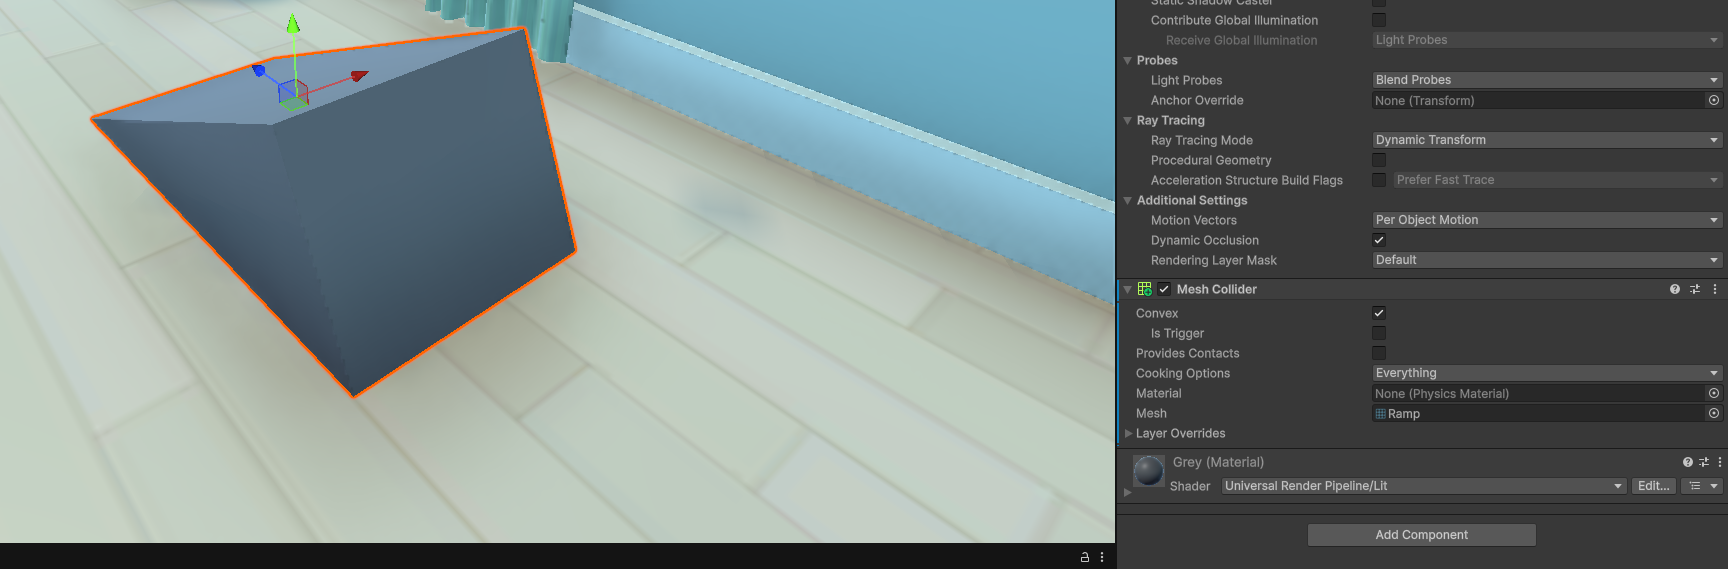 Static Shadow Caster
Contribute Global Illumination
Receive Global Illumination Light Probes
Probes
Light Probes Blend Probes
Anchor Override None (Transform)
Ray Tracing
Ray Tracing Mode Dynamic Transform
Procedural Geometry
Acceleration Structure Build Flags Prefer Fast Trace
Additional Settings
Motion Vectors Per Object Motion
Dynamic Occlusion
Rendering Layer Mask Default
Mesh Collider
Convex
Is Trigger
Provides Contacts
Cooking Options Everything
Material None (Physics Material)
Mesh Ramp
Layer Overrides
Grey (Material)
Shader Universal Render Pipeline/Lit Edit...
Add Component